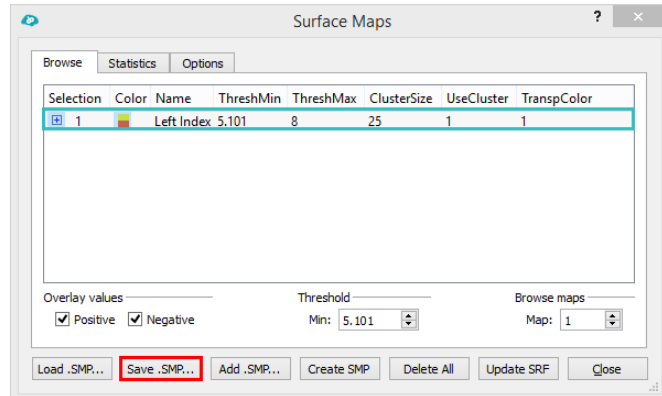 Surface Maps ? ×
Browse Statistics Options
Selection Color Name ThreshMin ThreshMax ClusterSize UseCluster TranspColor
1 Left Index 5.101 8 25 1 1
Overlay values Threshold Browse maps
Positive Negative Min: 5.101 Map: 1
Load .SMP... Save .SMP... Add .SMP... Create SMP Delete All Update SRF Close